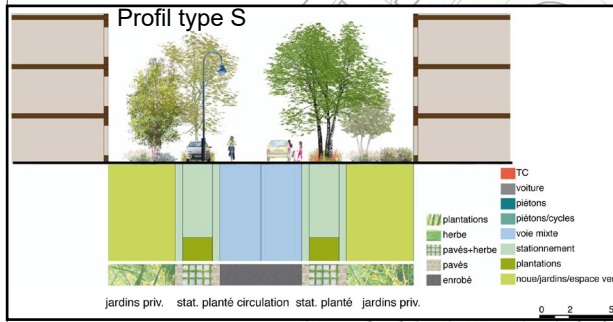 Profil type S
TC
voiture
piétons
piétons/cycles
voie mixte
stationnement
plantations
noue/jardins/espace ve
plantations
herbe
pavés+herbe
pavés
enrobé
jardins priv. stat. planté circulation stat. planté jardins priv.
0 2 5